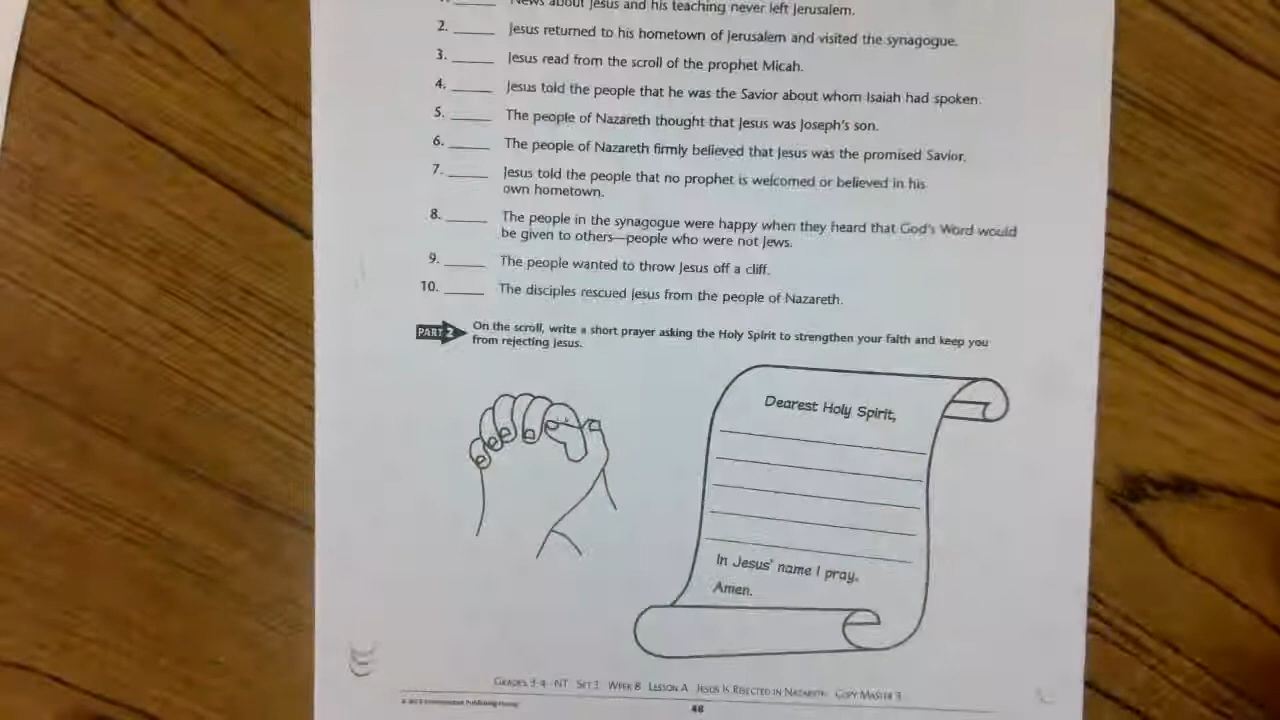 News about Jesus and his teaching never left Jerusalem.
2. _____ Jesus returned to his hometown of Jerusalem and visited the synagogue.
3. _____ Jesus read from the scroll of the prophet Micah.
4. _____ Jesus told the people that he was the Savior about whom Isaiah had spoken.
5. _____ The people of Nazareth thought that Jesus was Joseph's son.
6. _____ The people of Nazareth firmly believed that Jesus was the promised Savior.
7. _____ Jesus told the people that no prophet is welcomed or believed in his
own hometown.
8. _____ The people in the synagogue were happy when they heard that God's Word would
be given to others—people who were not Jews.
9. _____ The people wanted to throw Jesus off a cliff.
10. _____ The disciples rescued Jesus from the people of Nazareth.
PART 2 On the scroll, write a short prayer asking the Holy Spirit to strengthen your faith and keep you
from rejecting Jesus.
Dearest Holy Spirit,
In Jesus' name I pray.
Amen.
GRADES 3-4 NT SET 3 WEEK 8 LESSON A JESUS IS REJECTED IN NAZARETH COPY MASTER 3
Publishing House
48